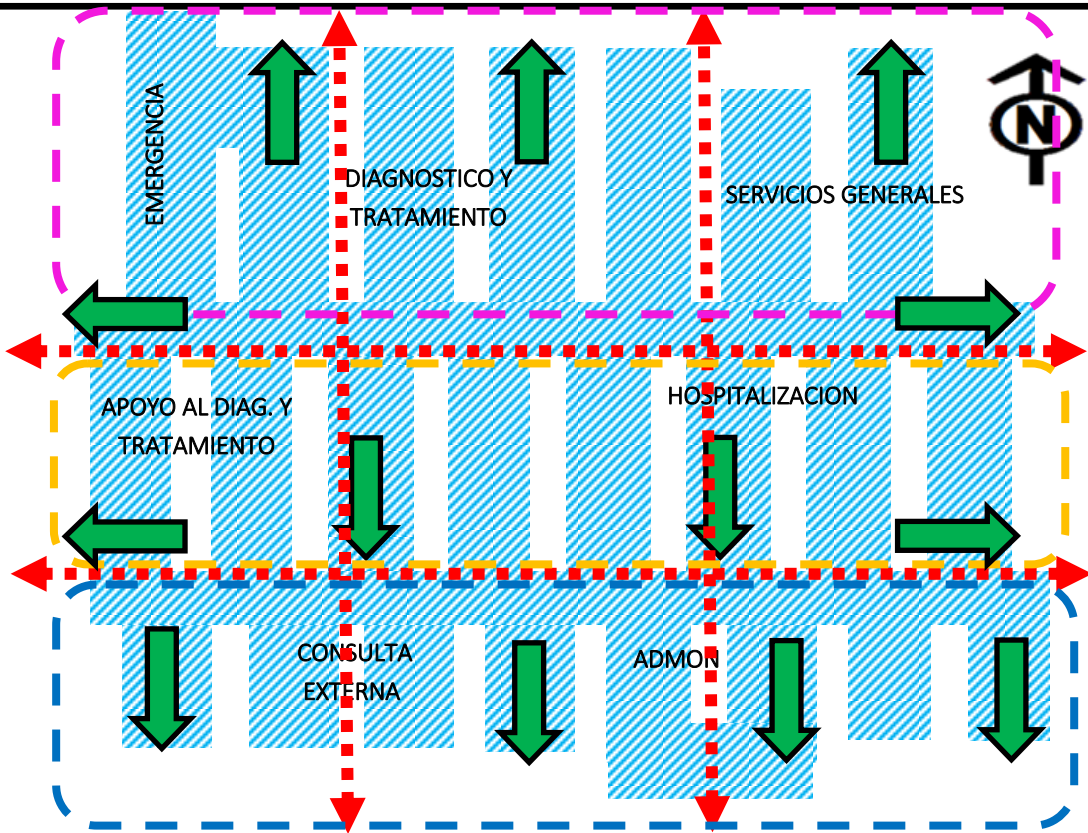 EMERGENCIA
DIAGNOSTICO Y
TRATAMIENTO
SERVICIOS GENERALES
N
APOYO AL DIAG. Y
TRATAMIENTO
HOSPITALIZACION
CONSULTA
EXTERNA
ADMON